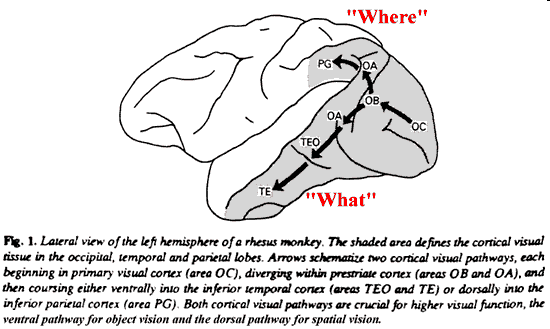 "Where"
PG
OA
OB
OA
OC
TEO
TE
"What"
Fig. 1. Lateral view of the left hemisphere of a rhesus monkey. The shaded area defines the cortical visual
tissue in the occipital, temporal and parietal lobes. Arrows schematize two cortical visual pathways, each
beginning in primary visual cortex (area OC), diverging within prestriate cortex (areas OB and OA), and
then coursing either ventrally into the inferior temporal cortex (areas TEO and TE) or dorsally into the
inferior parietal cortex (area PG). Both cortical visual pathways are crucial for higher visual function, the
ventral pathway for object vision and the dorsal pathway for spatial vision.